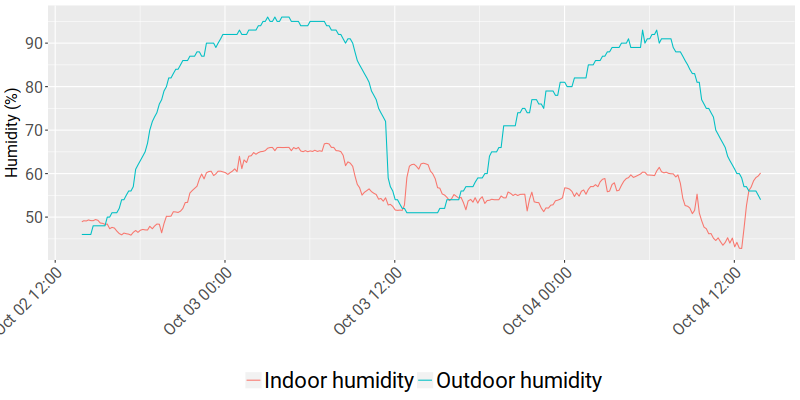 Humidity (%)
90
80
70
60
50
Oct 02 12:00
Oct 03 00:00
Oct 03 12:00
Oct 04 00:00
Oct 04 12:00
Indoor humidity
Outdoor humidity